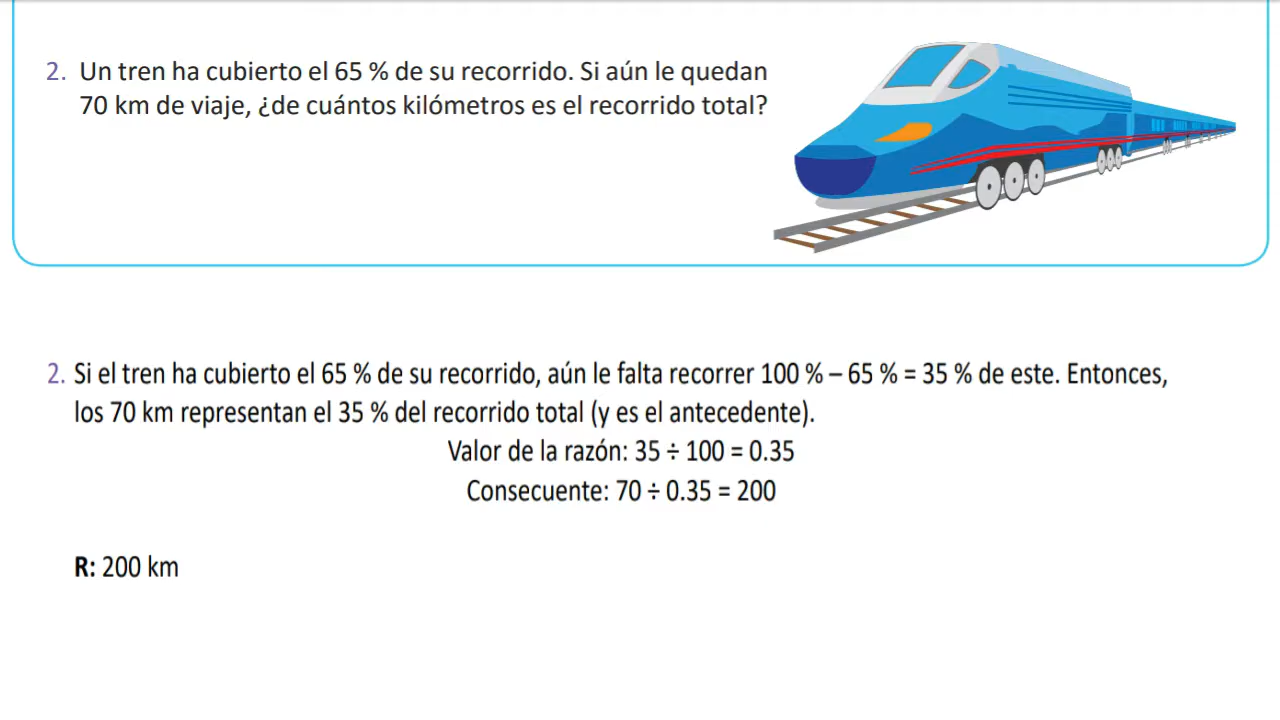 2. Un tren ha cubierto el 65 % de su recorrido. Si aún le quedan
70 km de viaje, ¿de cuántos kilómetros es el recorrido total?
2. Si el tren ha cubierto el 65 % de su recorrido, aún le falta recorrer 100 % – 65 % = 35 % de este. Entonces,
los 70 km representan el 35 % del recorrido total (y es el antecedente).
Valor de la razón: 35 ÷ 100 = 0.35
Consecuente: 70 ÷ 0.35 = 200
R: 200 km